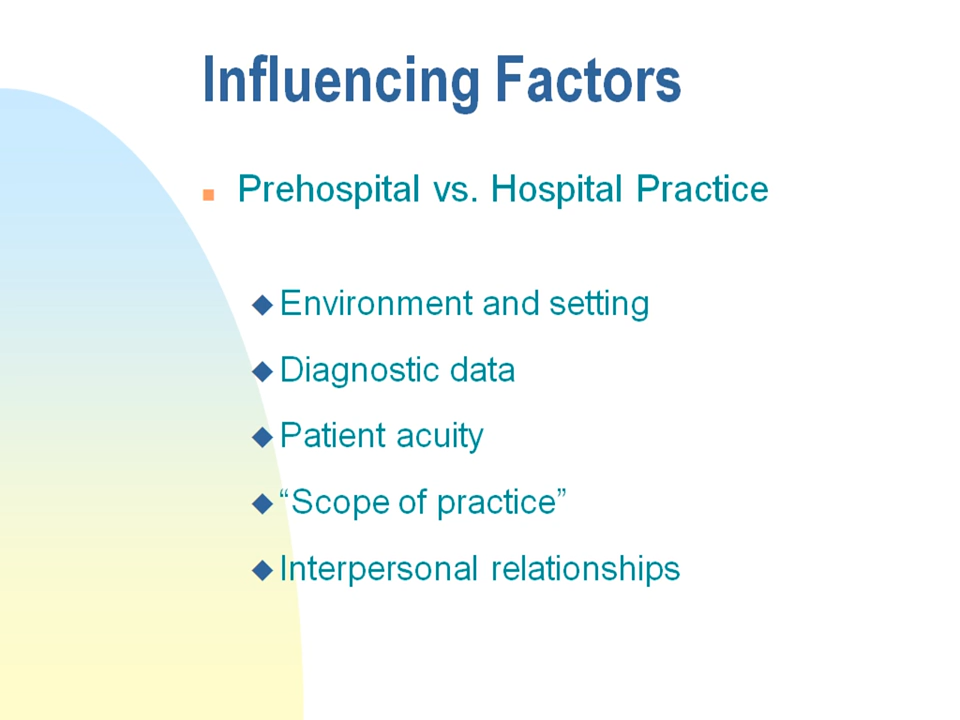 Influencing Factors
Prehospital vs. Hospital Practice
Environment and setting
Diagnostic data
Patient acuity
“Scope of practice”
Interpersonal relationships